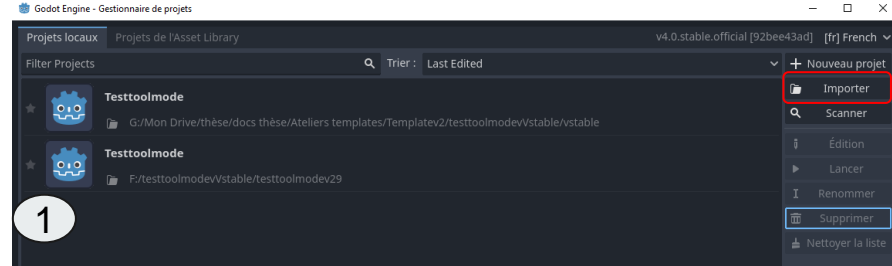 Godot Engine - Gestionnaire de projets
Projets locaux Projets de l'Asset Library v4.0.stable.official [92bee43ad] [fr] French
Filter Projects Trier : Last Edited Nouveau projet
Testtoolmode Importer
G:/Mon Drive/thèse/docs thèse/Ateliers templates/Templatev2/testtoolmodevVstable/vstable Scanner
Édition
Testtoolmode Lancer
F:/testtoolmodevVstable/testtoolmodev29 Renommer
1 Supprimer
Nettoyer la liste